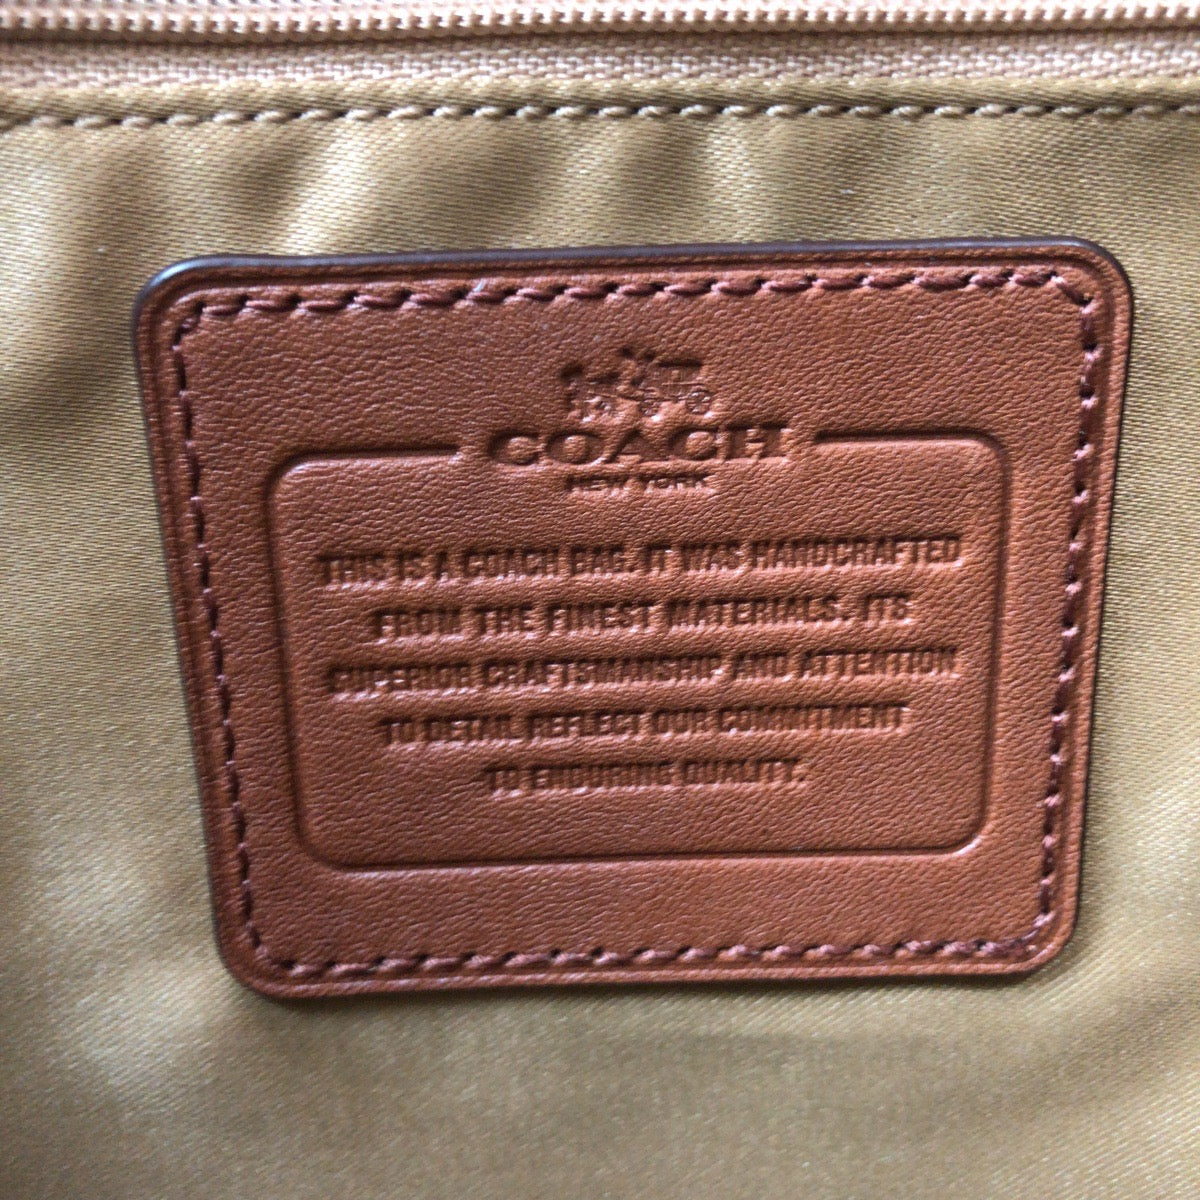 COACH
NEW YORK
THIS IS A COACH BAG. IT WAS HANDCRAFTED
FROM THE FINEST MATERIALS. ITS
SUPERIOR CRAFTSMANSHIP AND ATTENTION
TO DETAIL REFLECT OUR COMMITMENT
TO ENDURING QUALITY.